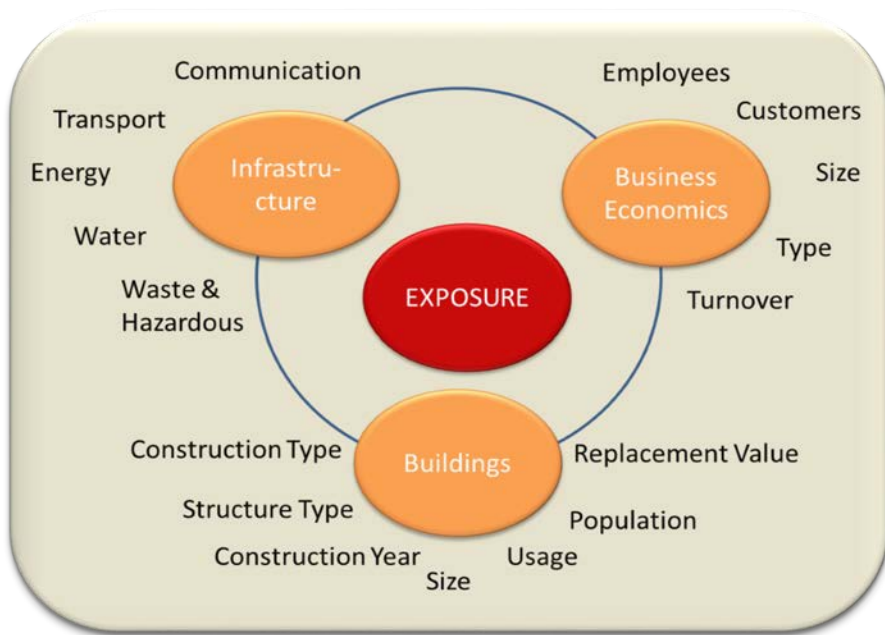 Communication
Transport
Energy
Water
Waste &
Hazardous
Infrastru-
cture
Employees
Customers
Size
Type
Turnover
Business
Economics
EXPOSURE
Buildings
Construction Type
Structure Type
Construction Year
Size
Usage
Population
Replacement Value